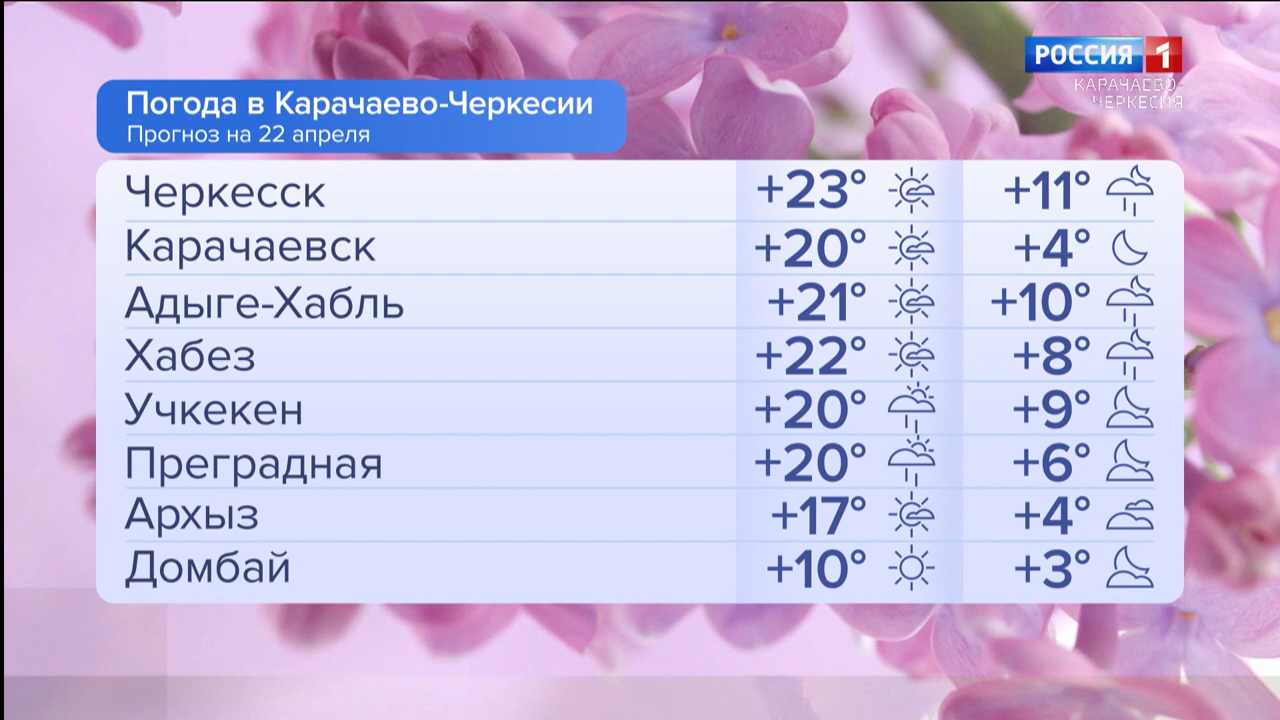 РОССИЯ 1
КАРАЧАЕВО-
ЧЕРКЕСИЯ
Погода в Карачаево-Черкесии
Прогноз на 22 апреля
Черкесск +23° +11°
Карачаевск +20° +4°
Адыге-Хабль +21° +10°
Хабез +22° +8°
Учкекен +20° +9°
Преградная +20° +6°
Архыз +17° +4°
Домбай +10° +3°